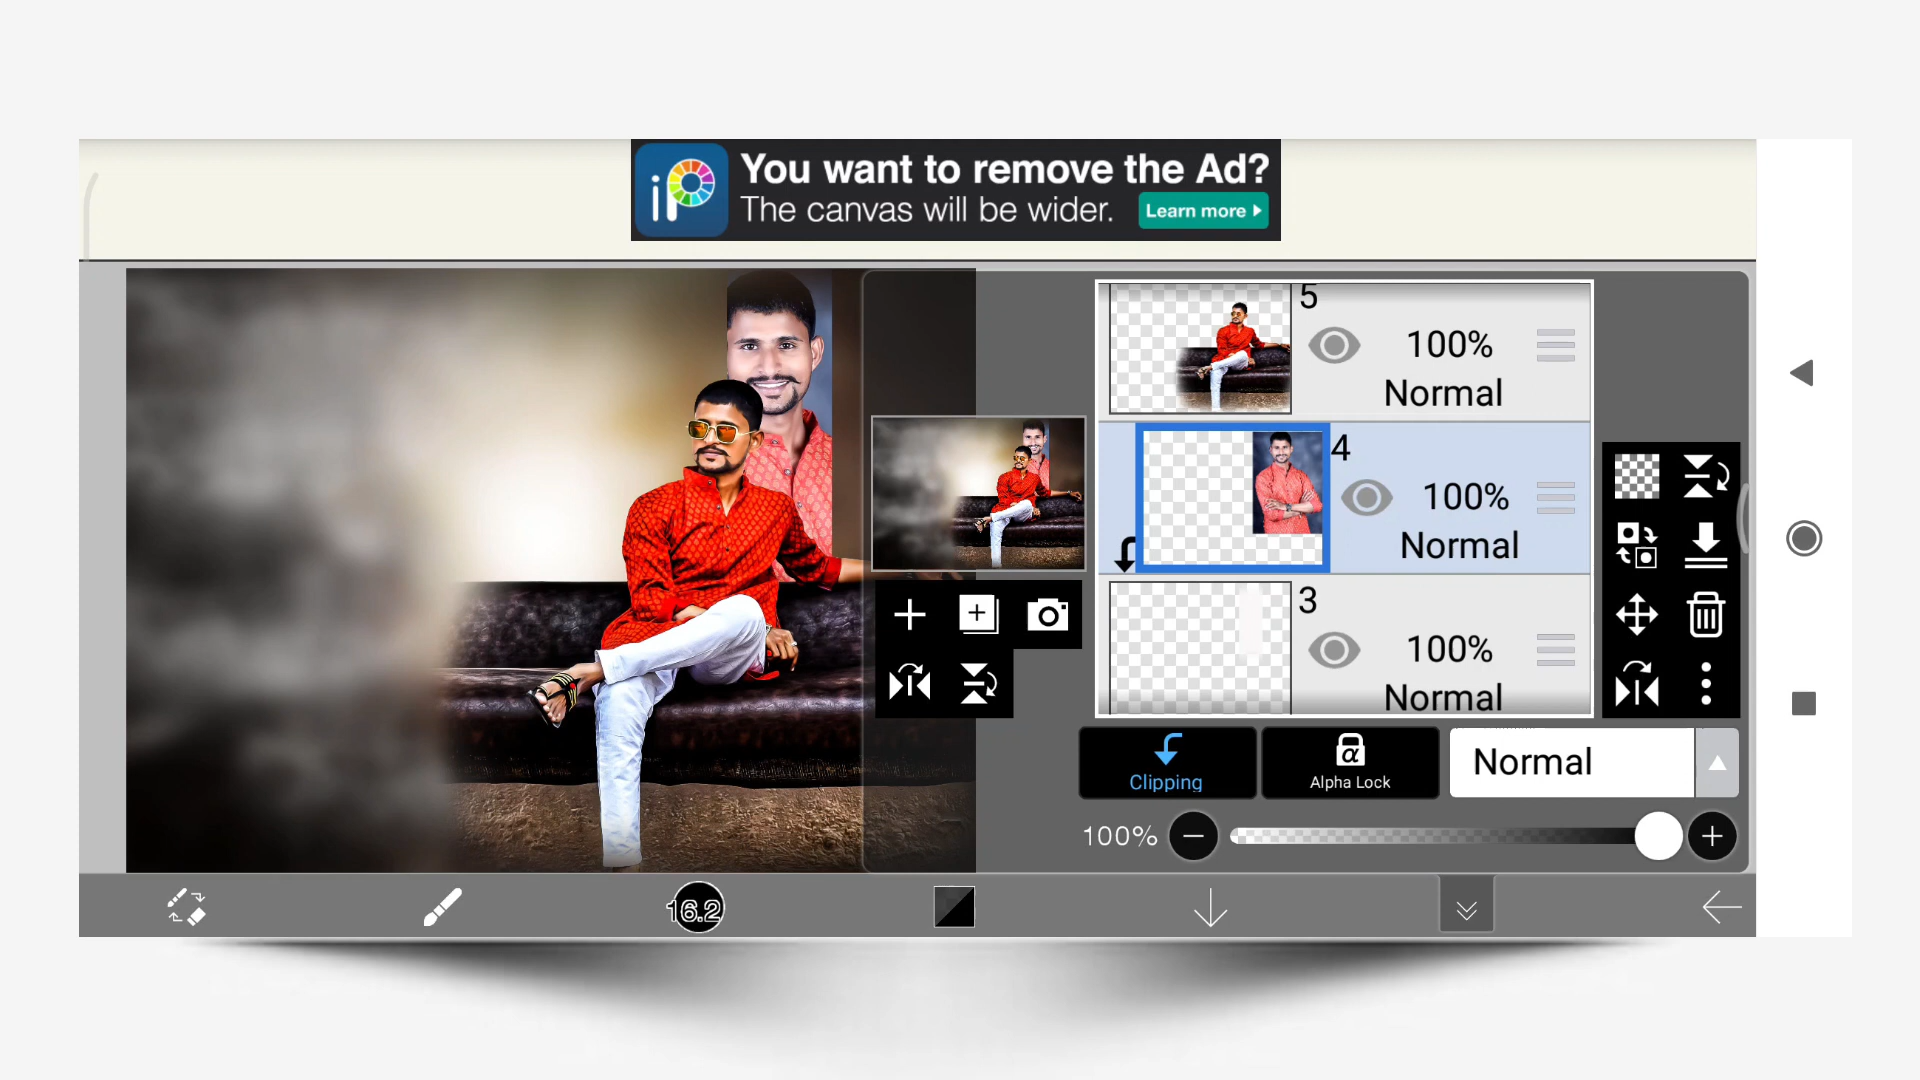 iP
You want to remove the Ad?
The canvas will be wider.
Learn more
5
100%
Normal
4
100%
Normal
3
100%
Normal
Clipping
α
Alpha Lock
Normal
100%
16.2